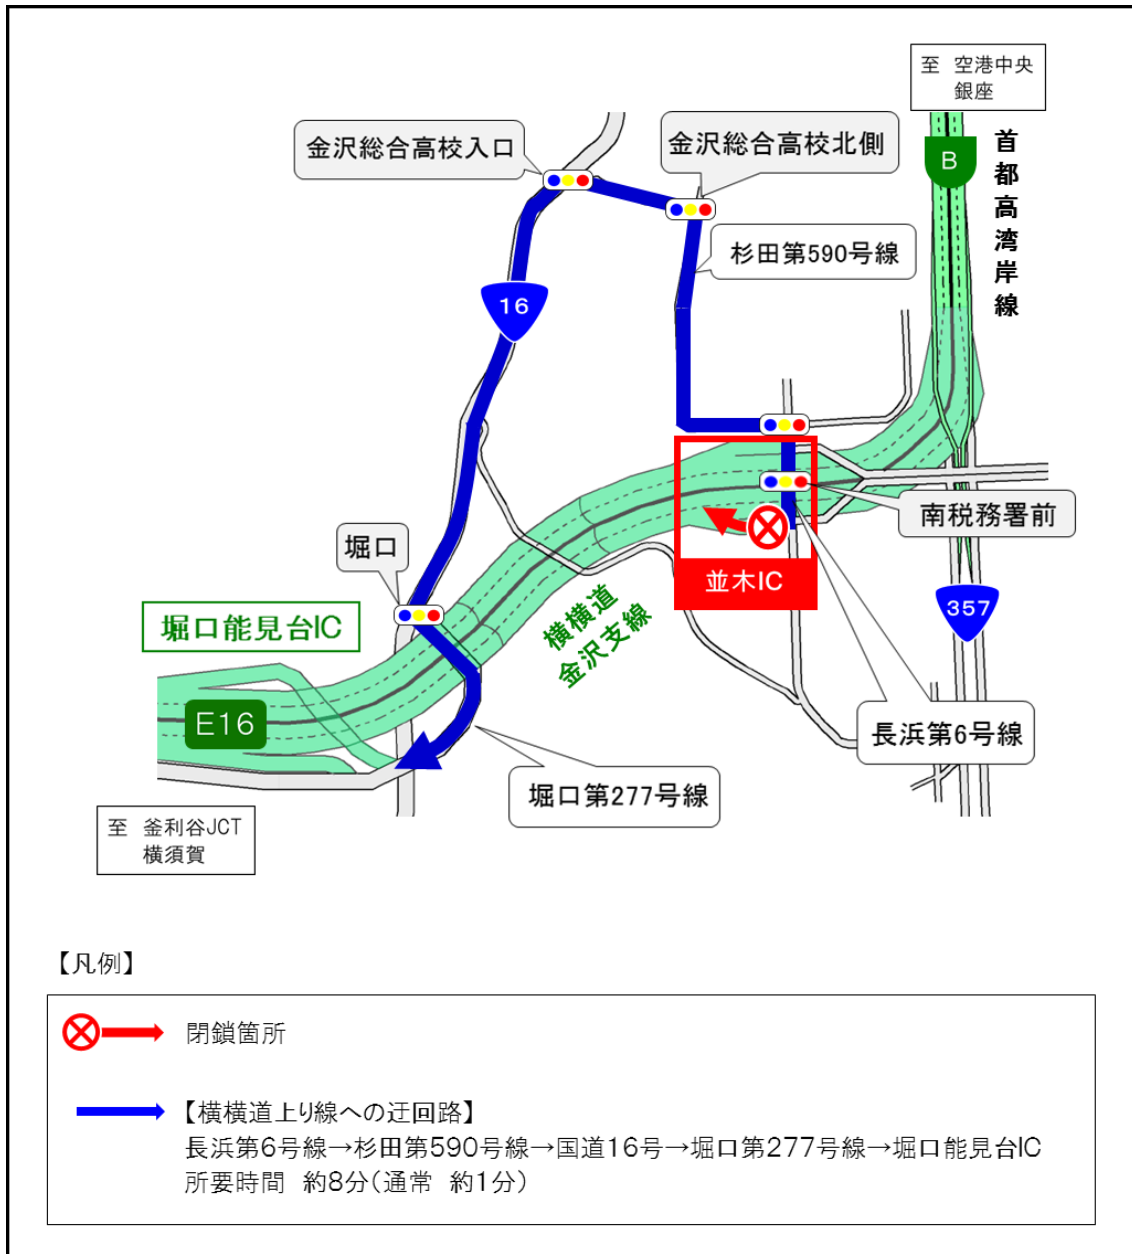 至 空港中央
銀座
金沢総合高校入口
金沢総合高校北側
B
首都高湾岸線
杉田第590号線
16
南税務署前
堀口
並木IC
357
堀口能見台IC
横横道
金沢支線
E16
長浜第6号線
堀口第277号線
至 釜利谷JCT
横須賀
【凡例】
閉鎖箇所
【横横道上り線への迂回路】
長浜第6号線→杉田第590号線→国道16号→堀口第277号線→堀口能見台IC
所要時間 約8分(通常 約1分)